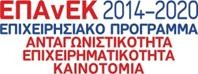 ΕΠΑνΕΚ 2014–2020
ΕΠΙΧΕΙΡΗΣΙΑΚΟ ΠΡΟΓΡΑΜΜΑ
ΑΝΤΑΓΩΝΙΣΤΙΚΟΤΗΤΑ
ΕΠΙΧΕΙΡΗΜΑΤΙΚΟΤΗΤΑ
ΚΑΙΝΟΤΟΜΙΑ